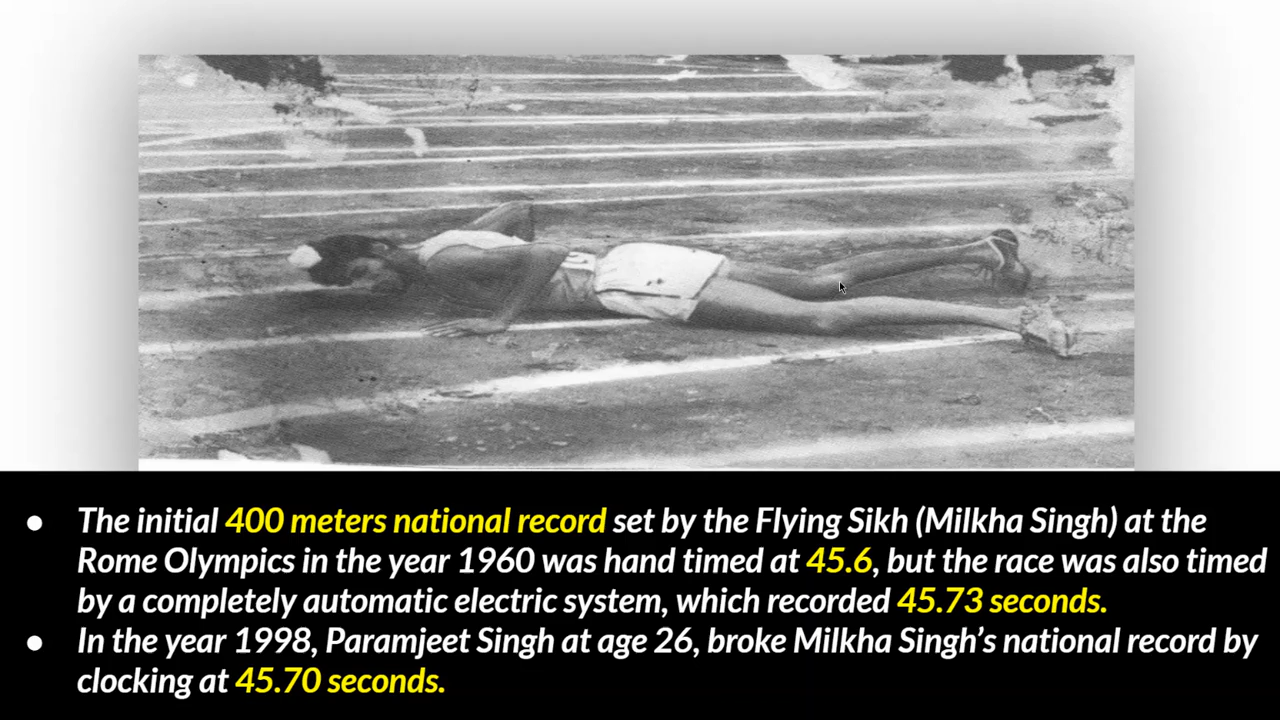 ● The initial 400 meters national record set by the Flying Sikh (Milkha Singh) at the
Rome Olympics in the year 1960 was hand timed at 45.6, but the race was also timed
by a completely automatic electric system, which recorded 45.73 seconds.
● In the year 1998, Paramjeet Singh at age 26, broke Milkha Singh’s national record by
clocking at 45.70 seconds.